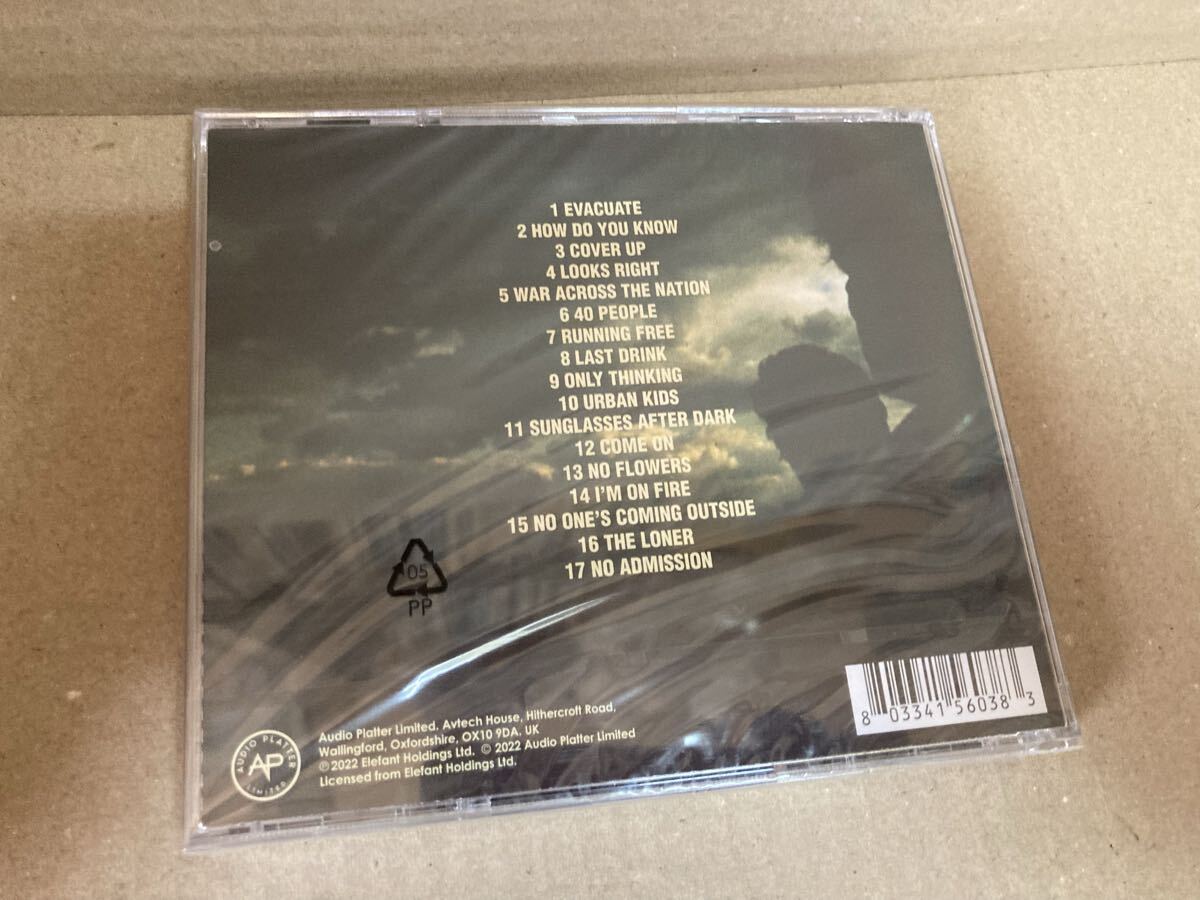 1 EVACUATE
2 HOW DO YOU KNOW
3 COVER UP
4 LOOKS RIGHT
5 WAR ACROSS THE NATION
6 40 PEOPLE
7 RUNNING FREE
8 LAST DRINK
9 ONLY THINKING
10 URBAN KIDS
11 SUNGLASSES AFTER DARK
12 COME ON
13 NO FLOWERS
14 I'M ON FIRE
15 NO ONE'S COMING OUTSIDE
16 THE LONER
17 NO ADMISSION
05
PP
8 03341 56038 3
AUDIO PLATTER
AP
LIMITED
Audio Platter Limited, Avtech House, Hithercroft Road,
Wallingford, Oxfordshire, OX10 9DA. UK
℗2022 Elefant Holdings Ltd. © 2022 Audio Platter Limited
Licensed from Elefant Holdings Ltd.